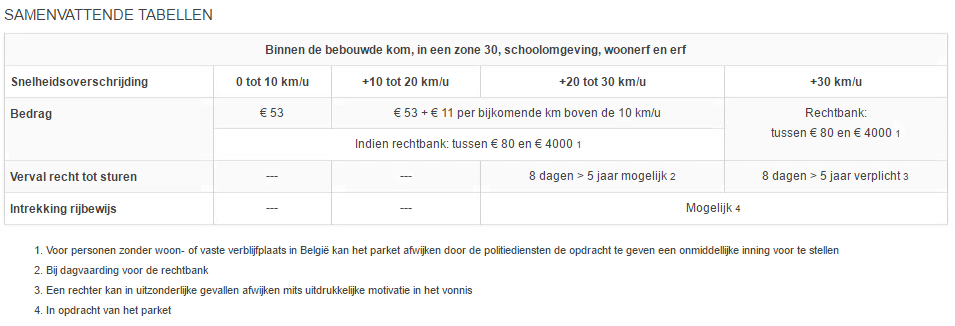 SAMENVATTENDE TABELLEN
Binnen de bebouwde kom, in een zone 30, schoolomgeving, woonerf en erf
Snelheidsoverschrijding 0 tot 10 km/u +10 tot 20 km/u +20 tot 30 km/u +30 km/u
Bedrag € 53 € 53 + € 11 per bijkomende km boven de 10 km/u Rechtbank:
tussen € 80 en € 4000 1
Indien rechtbank: tussen € 80 en € 4000 1
Verval recht tot sturen --- --- 8 dagen > 5 jaar mogelijk 2 8 dagen > 5 jaar verplicht 3
Intrekking rijbewijs --- --- Mogelijk 4
1. Voor personen zonder woon- of vaste verblijfplaats in België kan het parket afwijken door de politiediensten de opdracht te geven een onmiddellijke inning voor te stellen
2. Bij dagvaarding voor de rechtbank
3. Een rechter kan in uitzonderlijke gevallen afwijken mits uitdrukkelijke motivatie in het vonnis
4. In opdracht van het parket